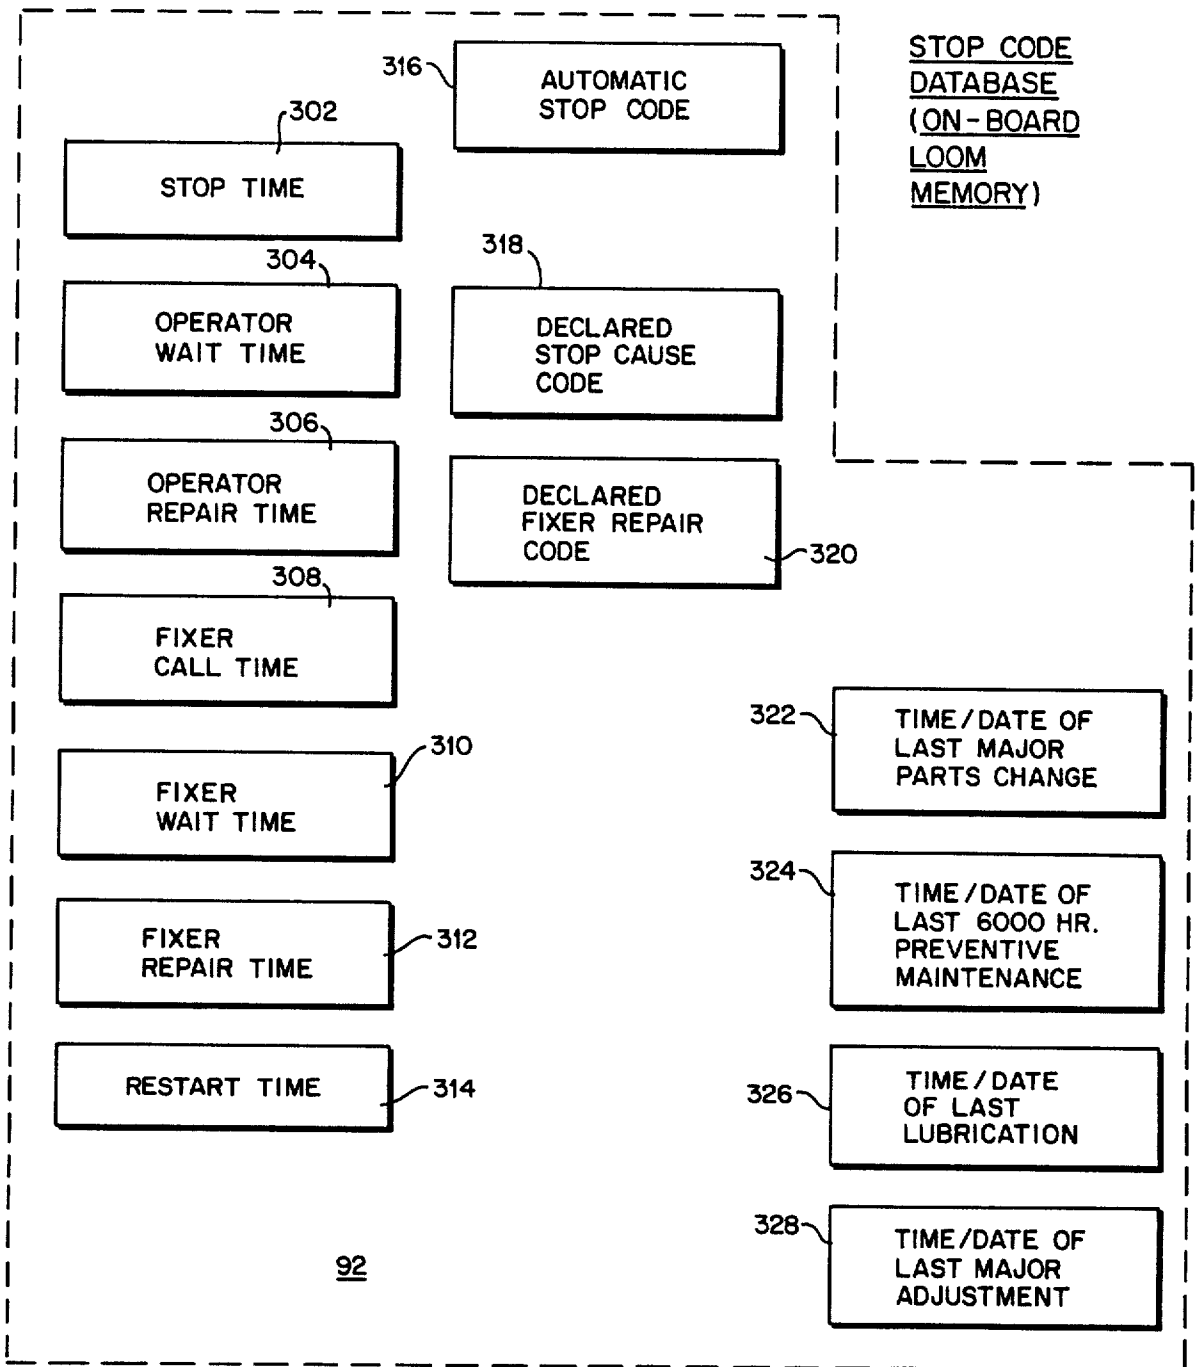 STOP CODE
DATABASE
(ON-BOARD
LOOM
MEMORY)
316
AUTOMATIC
STOP CODE
302
STOP TIME
304
OPERATOR
WAIT TIME
318
DECLARED
STOP CAUSE
CODE
306
OPERATOR
REPAIR TIME
DECLARED
FIXER REPAIR
CODE
320
308
FIXER
CALL TIME
310
FIXER
WAIT TIME
312
FIXER
REPAIR TIME
RESTART TIME
314
322
TIME/DATE OF
LAST MAJOR
PARTS CHANGE
324
TIME/DATE OF
LAST 6000 HR.
PREVENTIVE
MAINTENANCE
326
TIME/DATE
OF LAST
LUBRICATION
328
TIME/DATE OF
LAST MAJOR
ADJUSTMENT
92